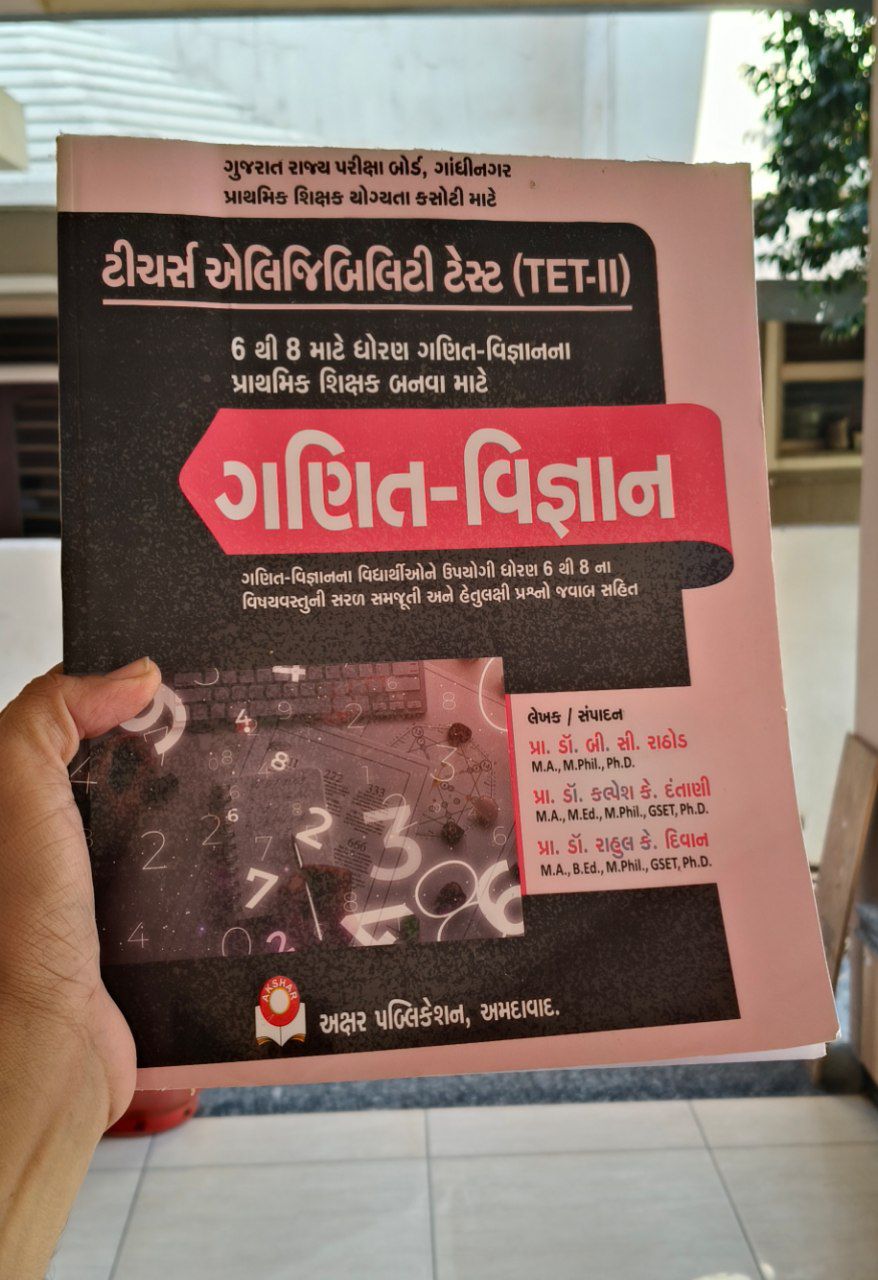 ગુજરાત રાજ્ય પરીક્ષા બોર્ડ, ગાંધીનગર
પ્રાથમિક શિક્ષક યોગ્યતા કસોટી માટે
ટીચર્સ એલિજિબિલિટી ટેસ્ટ (TET-II)
6 થી 8 માટે ધોરણ ગણિત-વિજ્ઞાનના
પ્રાથમિક શિક્ષક બનવા માટે
ગણિત-વિજ્ઞાન
ગણિત-વિજ્ઞાનના વિદ્યાર્થીઓને ઉપયોગી ધોરણ 6 થી 8 ના
વિષયવસ્તુની સરળ સમજૂતી અને હેતુલક્ષી પ્રશ્નો જવાબ સહિત
લેખક / સંપાદન
પ્રા. ડૉ. બી. સી. રાઠોડ
M.A., M.Phil., Ph.D.
પ્રા. ડૉ. કલ્પેશ કે. દંતાણી
M.A., M.Ed., M.Phil., GSET, Ph.D.
પ્રા. ડૉ. રાહુલ કે. દિવાન
M.A., B.Ed., M.Phil., GSET, Ph.D.
AKSHAR
અક્ષર પબ્લિકેશન, અમદાવાદ.